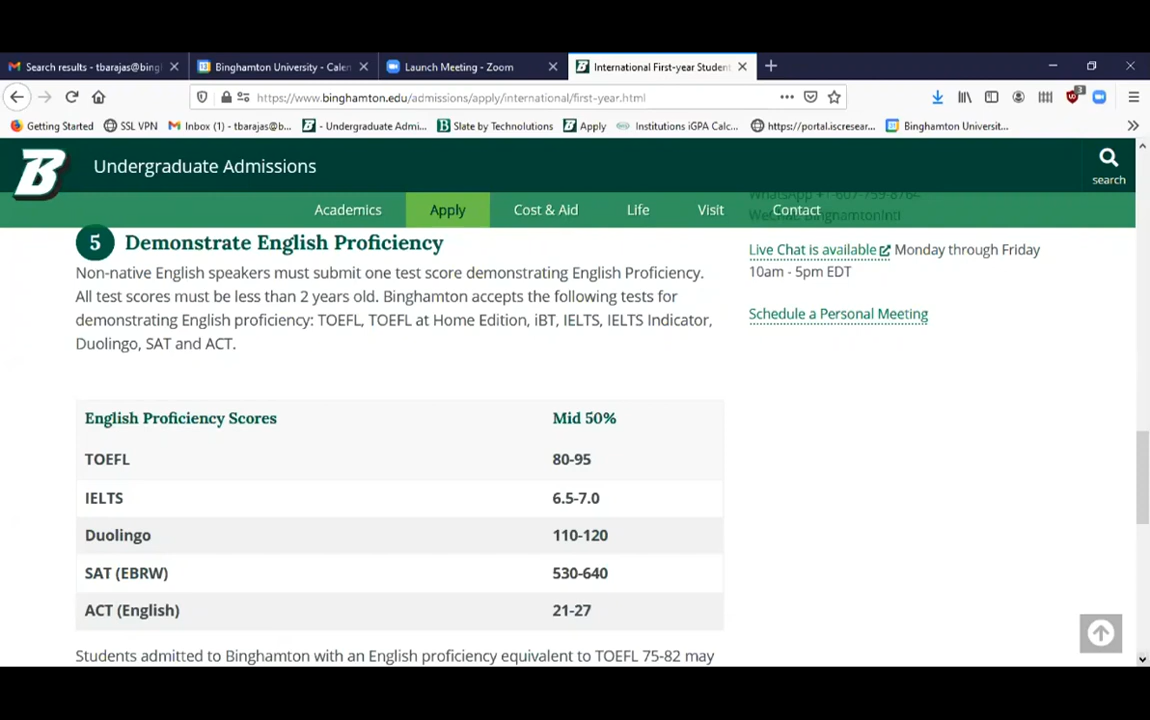 Search results - tbarajas@bing
Binghamton University - Calen
Launch Meeting - Zoom
International First-year Student
https://www.binghamton.edu/admissions/apply/international/first-year.html
3
Getting Started
SSL VPN
Inbox (1) - tbarajas@b...
- Undergraduate Admi...
Slate by Technolutions
Apply
Institutions iGPA Calc...
https://portal.iscresear...
Binghamton Universit...
B
Undergraduate Admissions
search
Academics
Apply
Cost & Aid
Life
Visit
Contact
WhatsApp +1-607-759-8764
WeChat: BinghamtonIntl
5 Demonstrate English Proficiency
Non-native English speakers must submit one test score demonstrating English Proficiency.
All test scores must be less than 2 years old. Binghamton accepts the following tests for
demonstrating English proficiency: TOEFL, TOEFL at Home Edition, iBT, IELTS, IELTS Indicator,
Duolingo, SAT and ACT.
Live Chat is available Monday through Friday
10am - 5pm EDT
Schedule a Personal Meeting
English Proficiency Scores Mid 50%
TOEFL 80-95
IELTS 6.5-7.0
Duolingo 110-120
SAT (EBRW) 530-640
ACT (English) 21-27
Students admitted to Binghamton with an English proficiency equivalent to TOEFL 75-82 may